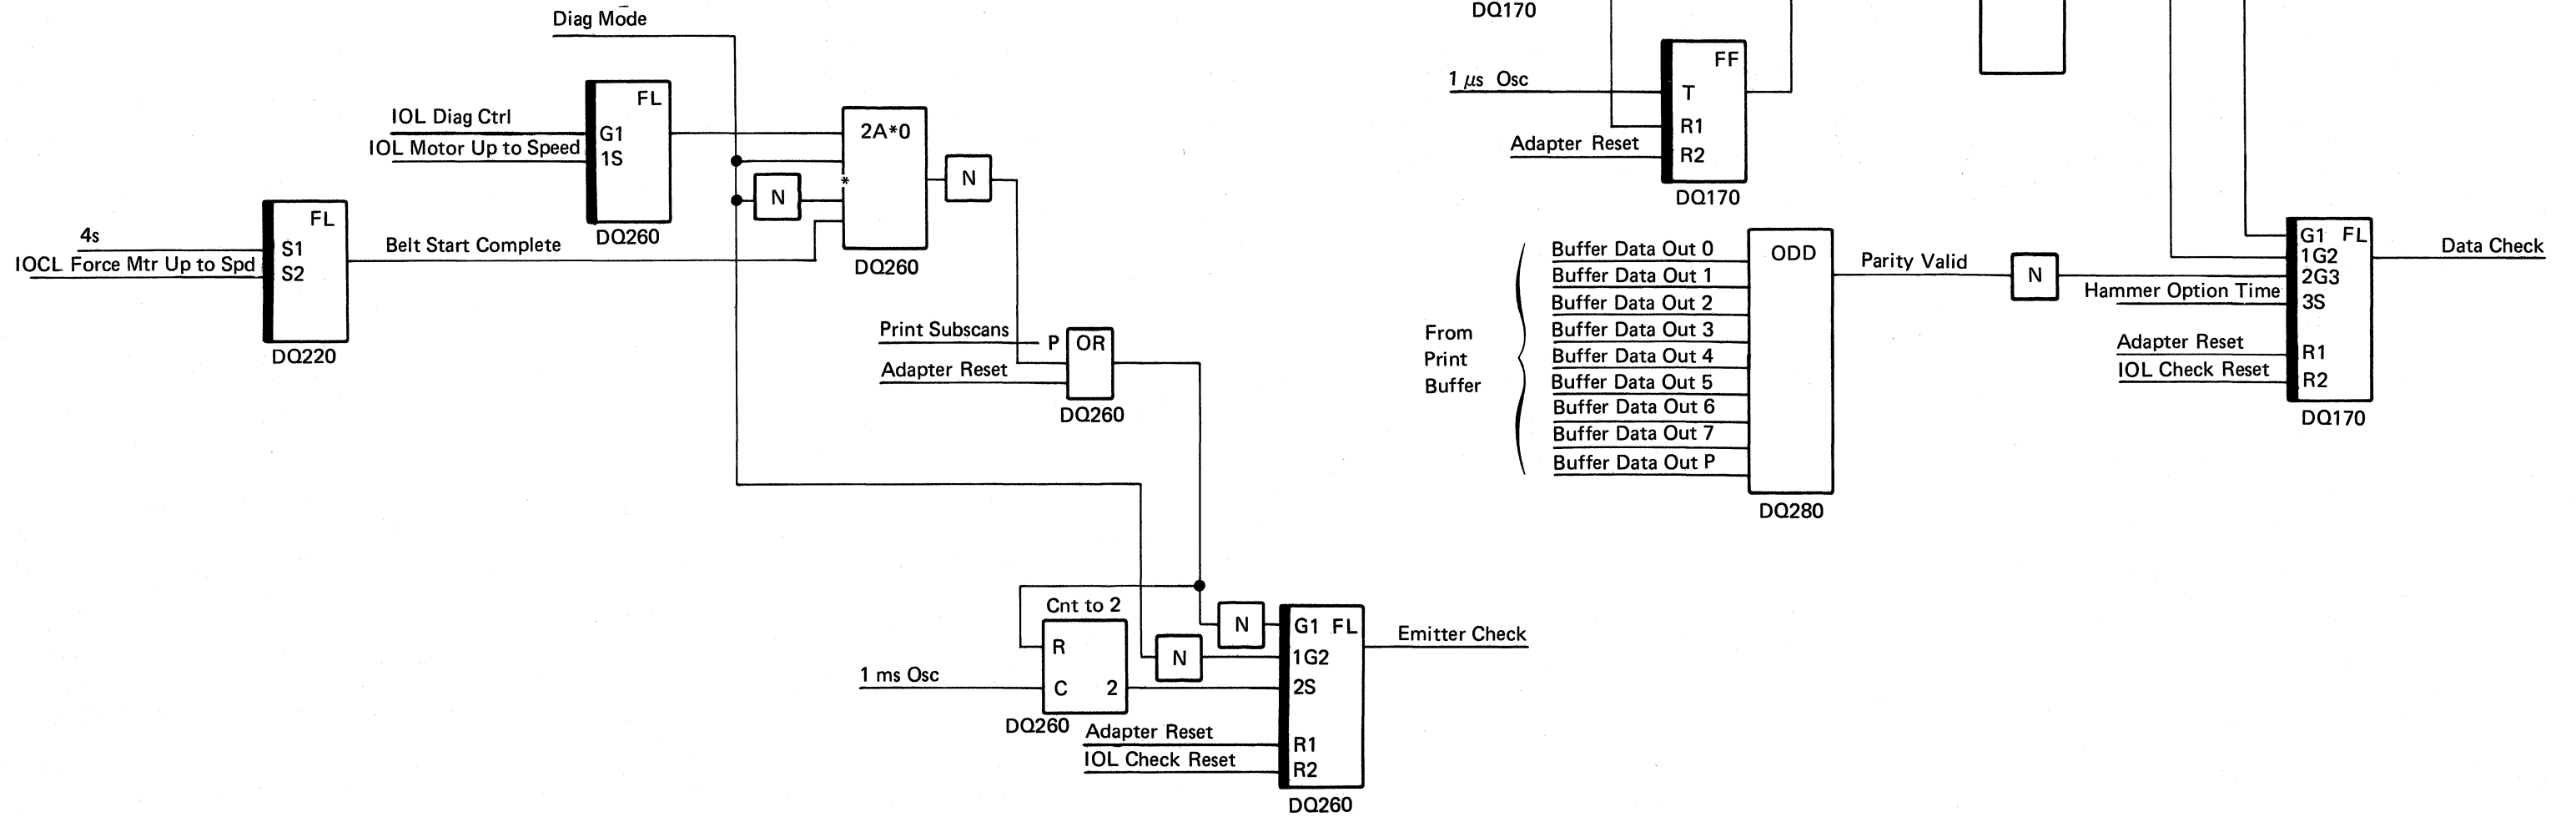 Diag Mode
FL
IOL Diag Ctrl
G1
IOL Motor Up to Speed
1S
DQ260
2A*0
*
N
N
DQ260
FL
4s
S1
IOCL Force Mtr Up to Spd
S2
DQ220
Belt Start Complete
Print Subscans
P
OR
Adapter Reset
DQ260
Cnt to 2
R
1 ms Osc
C
2
DQ260
N
N
G1 FL
1G2
2S
Adapter Reset
R1
IOL Check Reset
R2
DQ260
Emitter Check
DQ170
FF
1 μs Osc
T
R1
Adapter Reset
R2
DQ170
From
Print
Buffer
Buffer Data Out 0
Buffer Data Out 1
Buffer Data Out 2
Buffer Data Out 3
Buffer Data Out 4
Buffer Data Out 5
Buffer Data Out 6
Buffer Data Out 7
Buffer Data Out P
ODD
DQ280
Parity Valid
N
G1 FL
1G2
2G3
Hammer Option Time
3S
Adapter Reset
R1
IOL Check Reset
R2
DQ170
Data Check